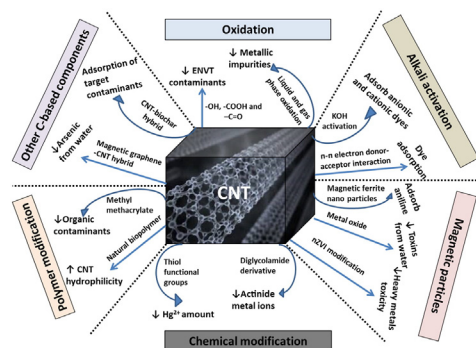 Oxidation
↓ Metallic
impurities
↓ ENVT
contaminants
-OH, -COOH and
~C=O
Liquid and gas
phase oxidation
Alkali activation
Adsorb anionic
and cationic dyes
KOH
activation
n-n electron donor-
acceptor interaction
Dye
adsorption
Other C-based components
Adsorption of
target
contaminants
CNT-biochar
hybrid
↓Arsenic
from water
Magnetic graphene
-CNT hybrid
CNT
Polymer modification
Methyl
methacrylate
↓Organic
contaminants
Natural biopolymer
↑ CNT
hydrophilicity
Magnetic particles
Magnetic ferrite
nano particles
Adsorb
aniline
Metal oxide
↓ Toxins
from water
nZVI modification
↓Heavy metals
toxicity
Thiol
functional
groups
↓ Hg2+ amount
Diglycolamide
derivative
↓Actinide
metal ions
Chemical modification